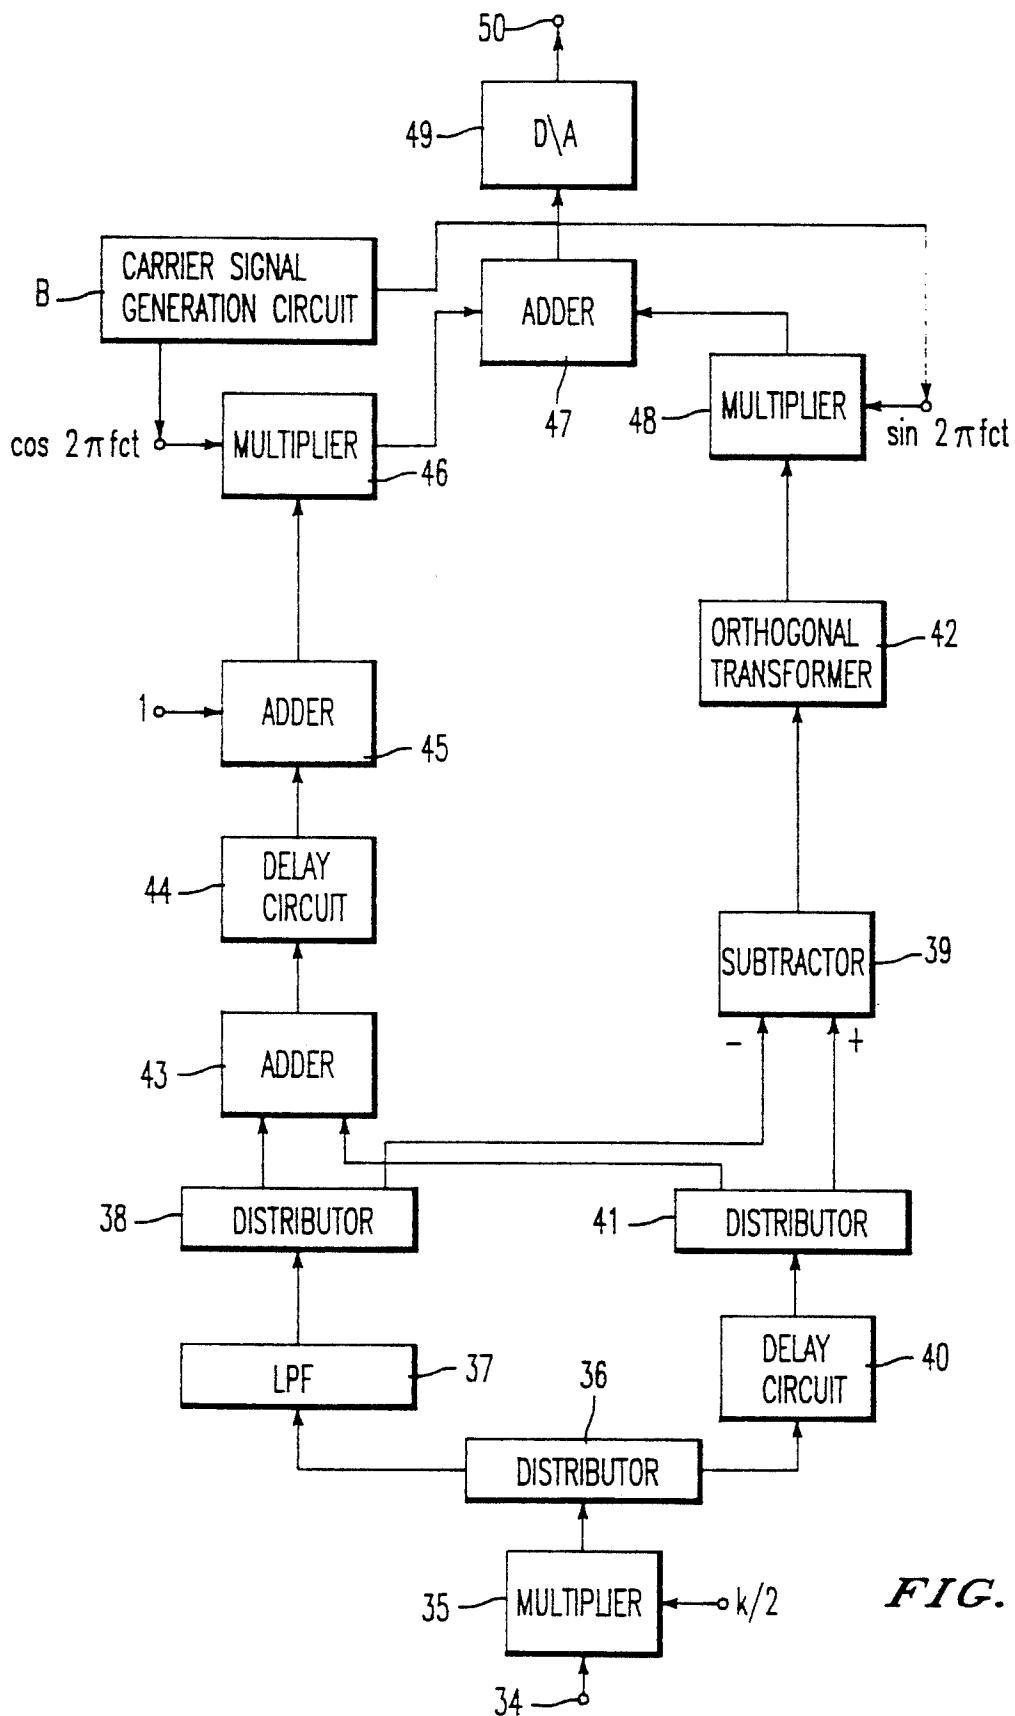 50
49
D\A
B
CARRIER SIGNAL
GENERATION CIRCUIT
ADDER
47
48
MULTIPLIER
sin 2πfct
cos 2πfct
MULTIPLIER
46
ORTHOGONAL
TRANSFORMER
42
1
ADDER
45
44
DELAY
CIRCUIT
SUBTRACTOR
39
-
+
43
ADDER
38
DISTRIBUTOR
41
DISTRIBUTOR
LPF
37
DELAY
CIRCUIT
40
36
DISTRIBUTOR
35
MULTIPLIER
k/2
34
FIG.